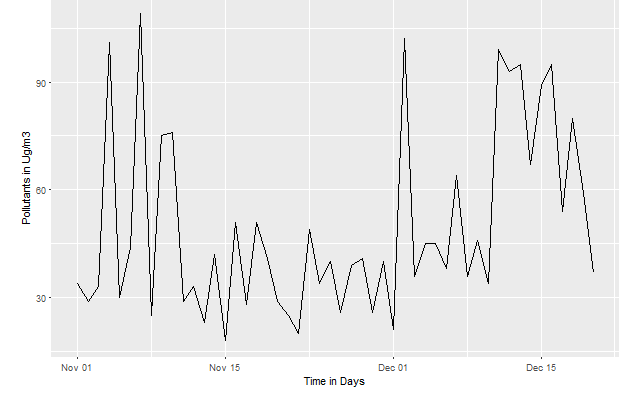 Pollutants in Ug/m3
90
60
30
Nov 01 Nov 15 Dec 01 Dec 15
Time in Days